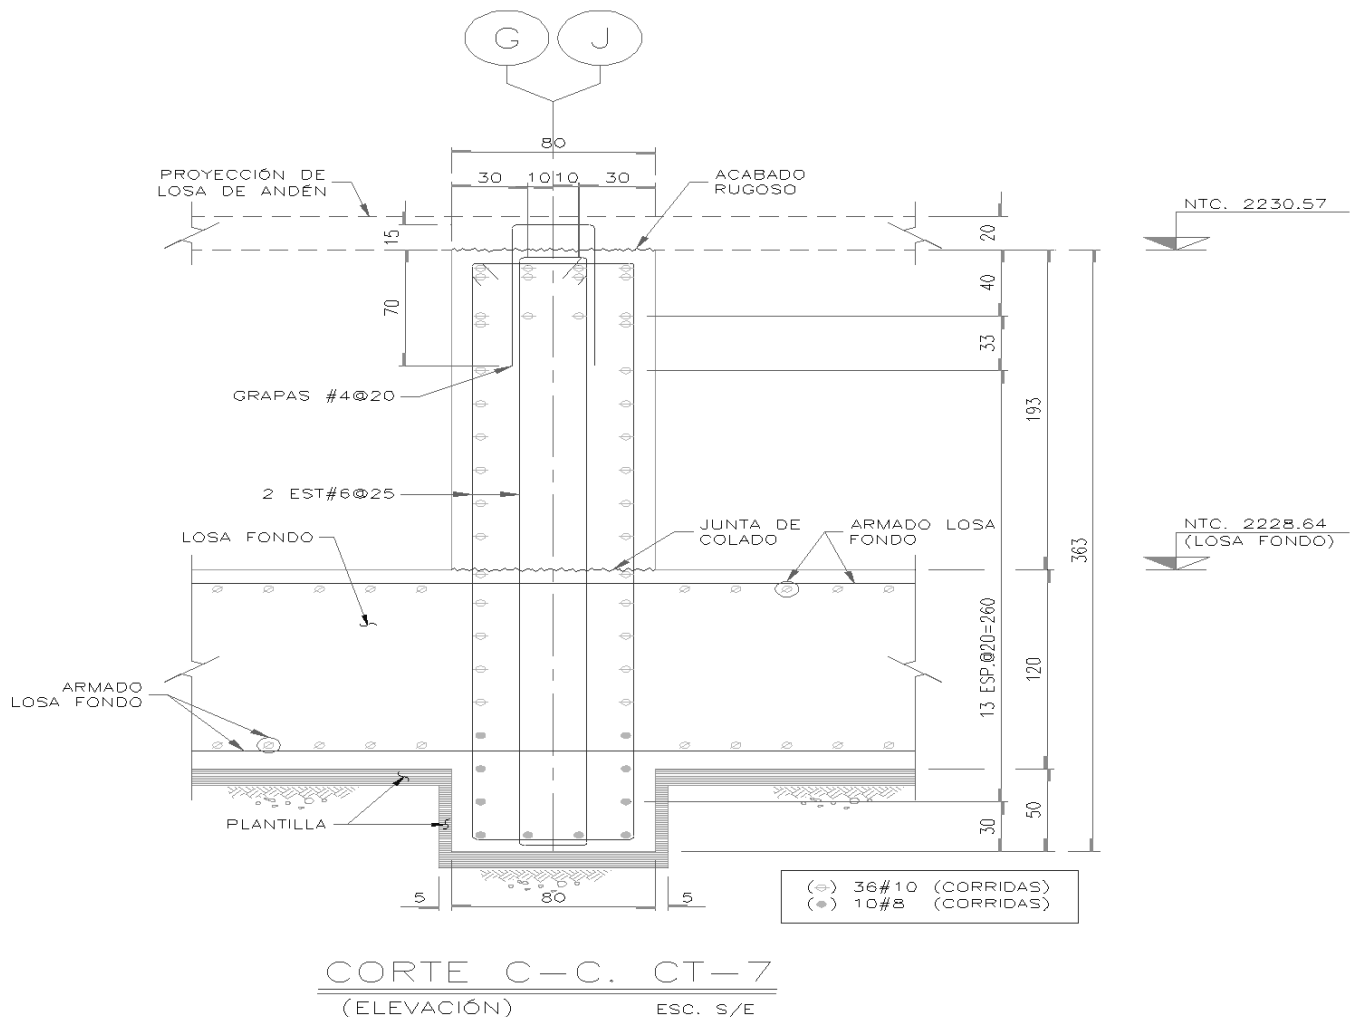 G J
80
30 10 10 30
PROYECCIÓN DE
LOSA DE ANDÉN
ACABADO
RUGOSO
NTC. 2230.57
15
20
40
70
33
GRAPAS #4@20
193
2 EST#6@25
LOSA FONDO
JUNTA DE
COLADO
ARMADO LOSA
FONDO
NTC. 2228.64
(LOSA FONDO)
363
13 ESP.@20=260
120
ARMADO
LOSA FONDO
PLANTILLA
30
50
5 80 5
36#10 (CORRIDAS)
10#8 (CORRIDAS)
CORTE C-C. CT-7
(ELEVACIÓN) ESC. S/E